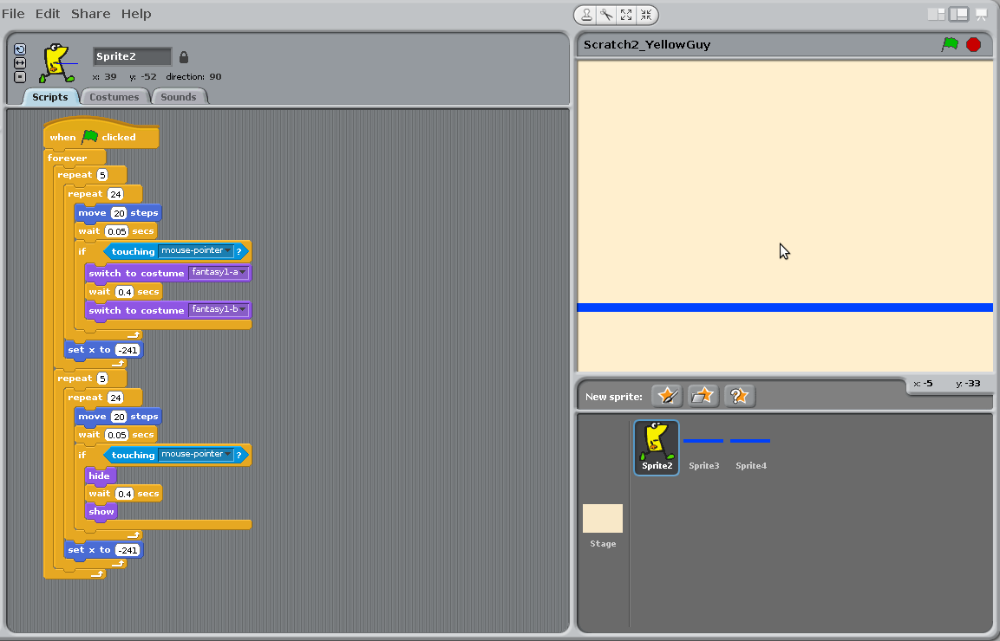 File Edit Share Help
Sprite2
x: 39 y: -52 direction: 90
Scripts Costumes Sounds
when clicked
forever
repeat 5
repeat 24
move 20 steps
wait 0.05 secs
if touching mouse-pointer ?
switch to costume fantasy1-a
wait 0.4 secs
switch to costume fantasy1-b
set x to -241
repeat 5
repeat 24
move 20 steps
wait 0.05 secs
if touching mouse-pointer ?
hide
wait 0.4 secs
show
set x to -241
Scratch2_YellowGuy
x: -5 y: -33
New sprite:
Sprite2 Sprite3 Sprite4
Stage